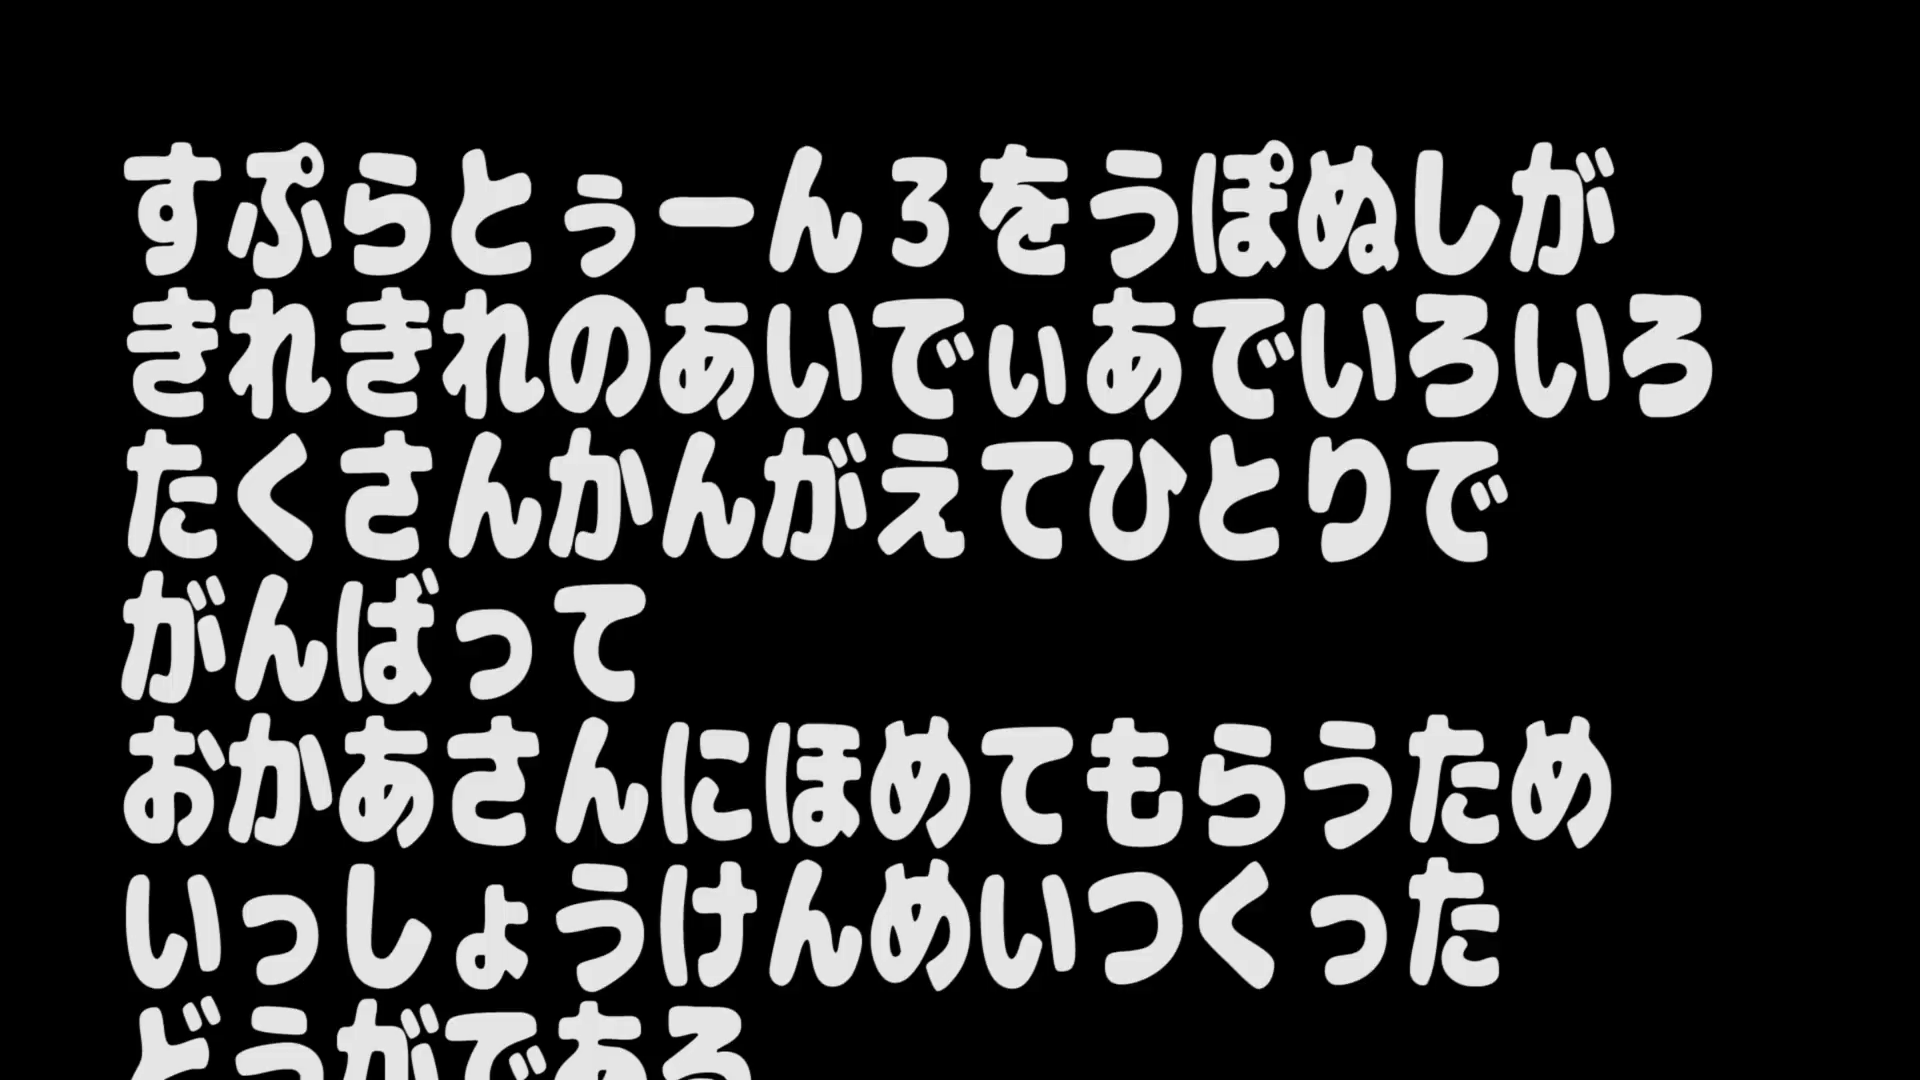 すぷらとぅーん3をうぽぬしが
きれきれのあいでぃあでいろいろ
たくさんかんがえてひとりで
がんばって
おかあさんにほめてもらうため
いっしょうけんめいつくった
どうがである